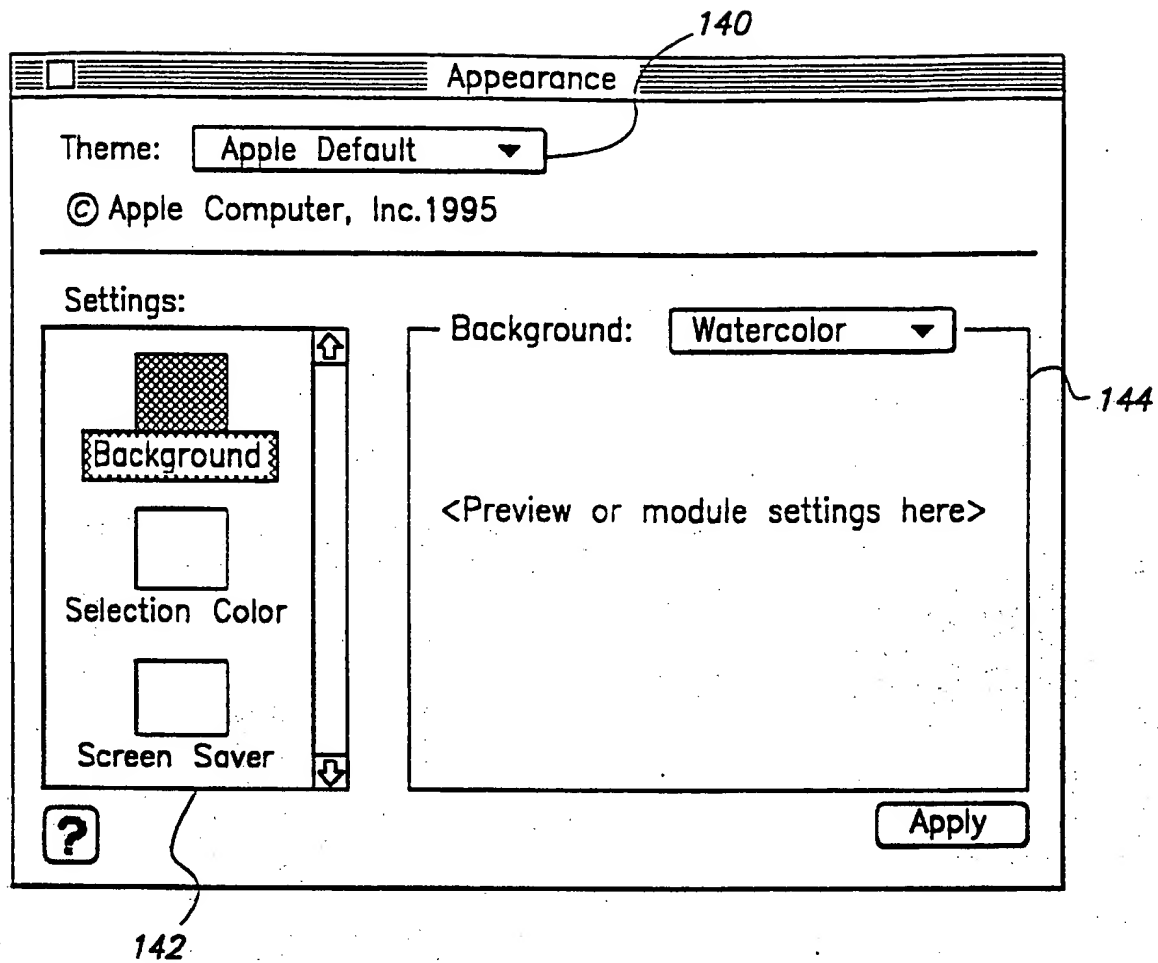 140
Appearance
Theme: Apple Default
© Apple Computer, Inc.1995
Settings:
Background: Watercolor
144
Background
<Preview or module settings here>
Selection Color
Screen Saver
?
Apply
142